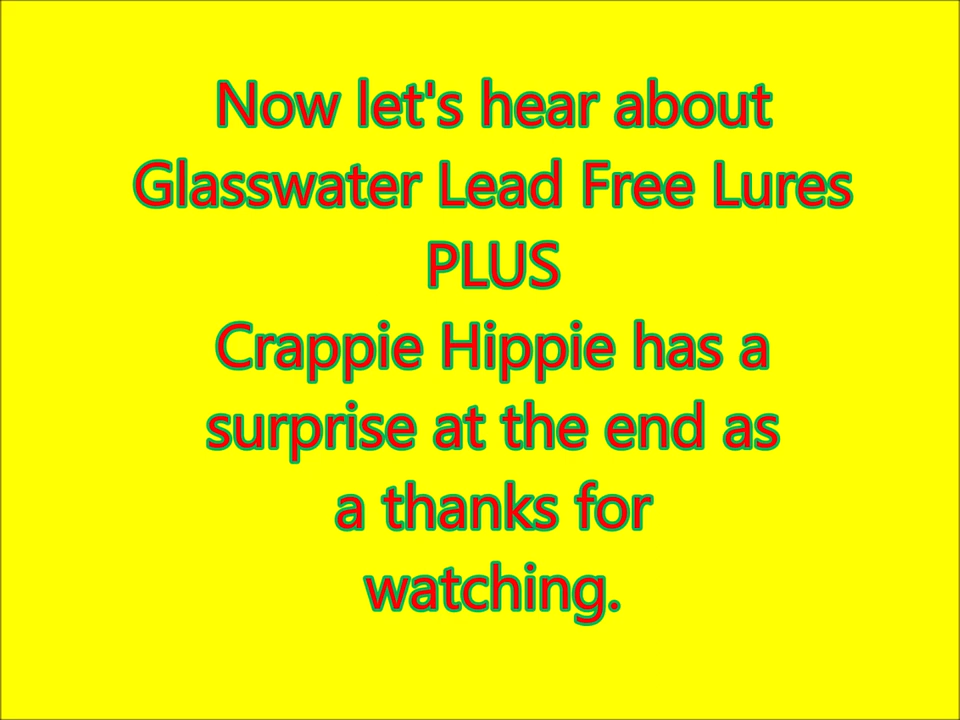 Now let's hear about
Glasswater Lead Free Lures
PLUS
Crappie Hippie has a
surprise at the end as
a thanks for
watching.